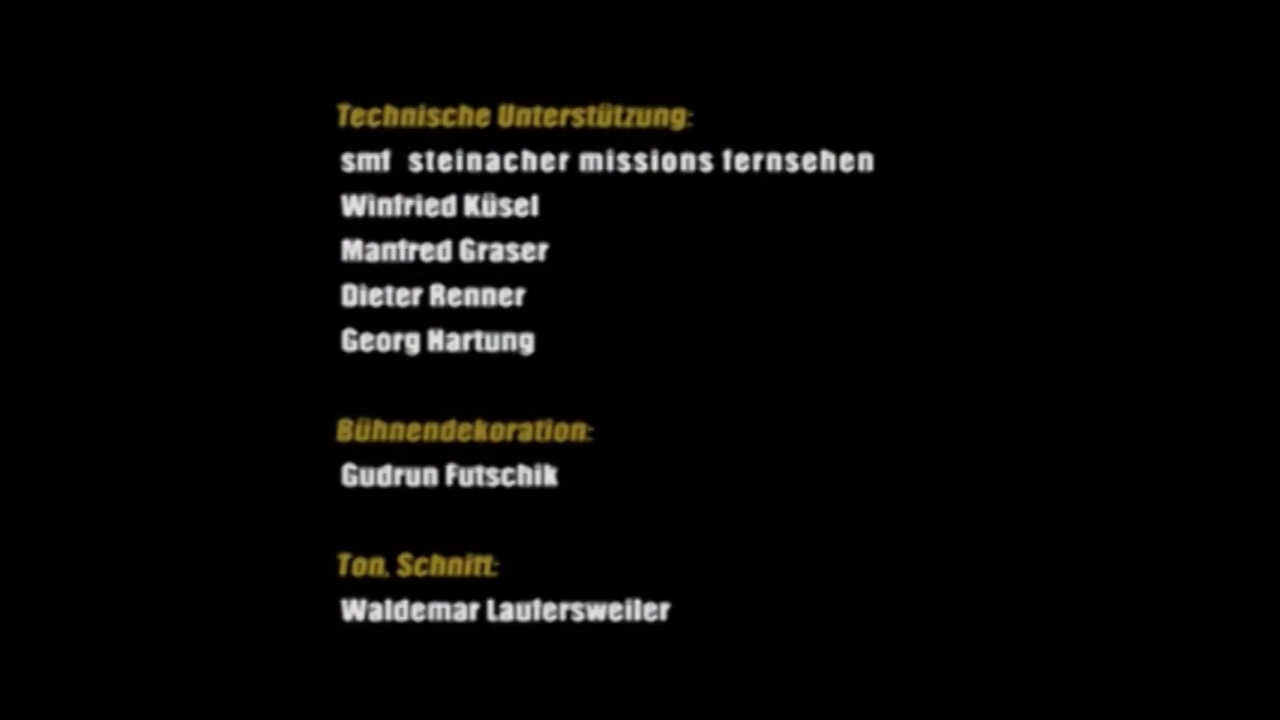 Technische Unterstützung:
smf steinacher missions fernsehen
Winfried Küsel
Manfred Graser
Dieter Renner
Georg Hartung
Bühnendekoration:
Gudrun Futschik
Ton, Schnitt:
Waldemar Laufersweiler